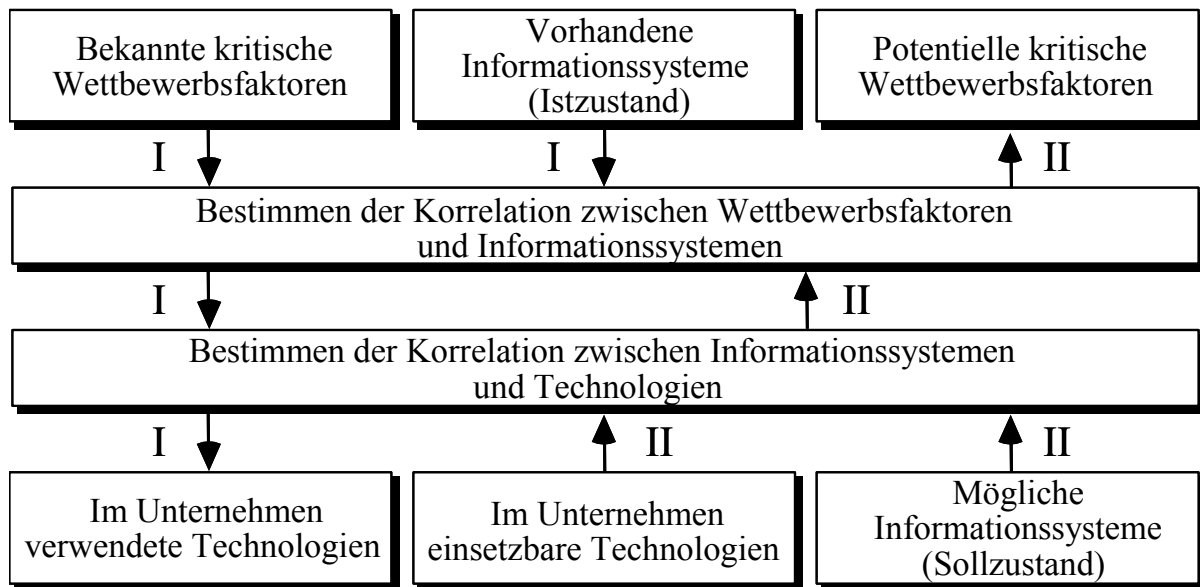 Bekannte kritische
Wettbewerbsfaktoren
Vorhandene
Informationssysteme
(Istzustand)
Potentielle kritische
Wettbewerbsfaktoren
I
I
II
Bestimmen der Korrelation zwischen Wettbewerbsfaktoren
und Informationssystemen
I
II
Bestimmen der Korrelation zwischen Informationssystemen
und Technologien
I
II
II
Im Unternehmen
verwendete Technologien
Im Unternehmen
einsetzbare Technologien
Mögliche
Informationssysteme
(Sollzustand)